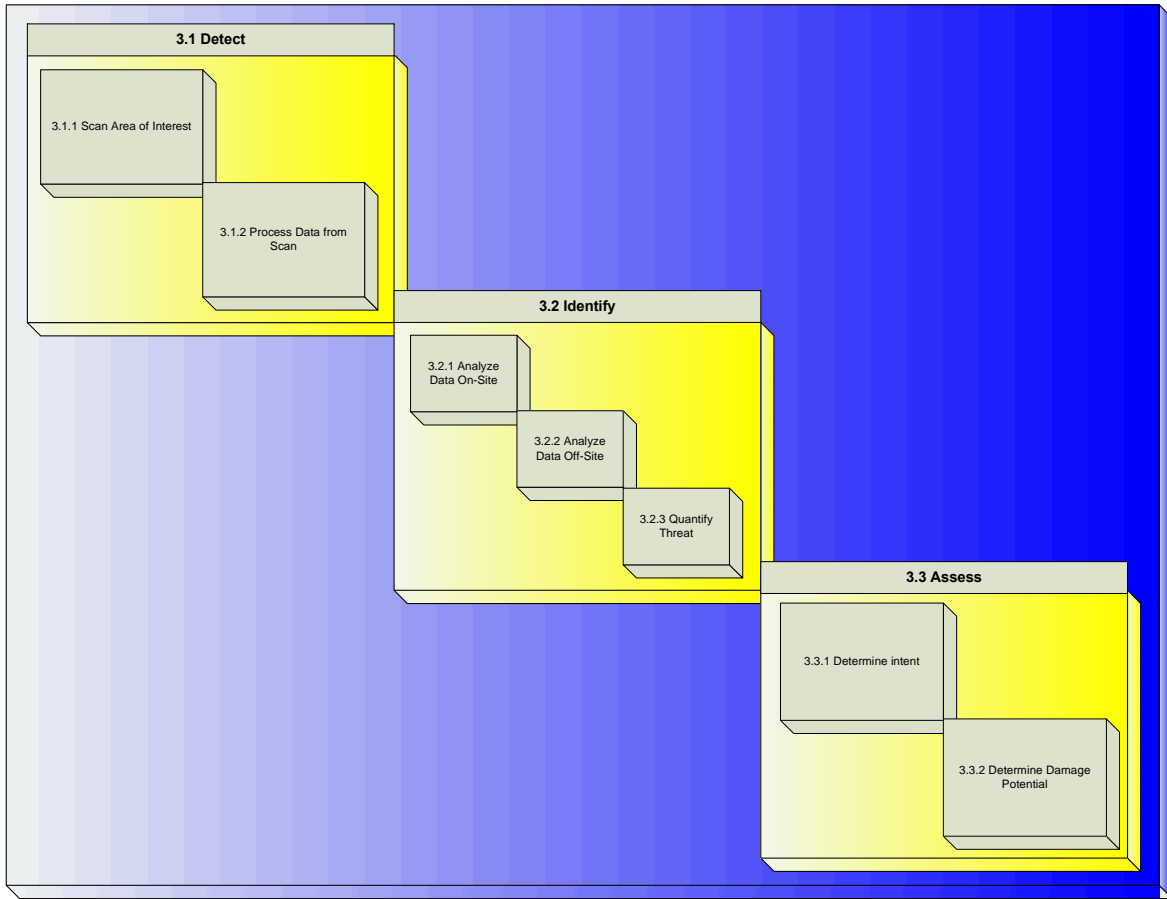 3.1 Detect
3.1.1 Scan Area of Interest
3.1.2 Process Data from
Scan
3.2 Identify
3.2.1 Analyze
Data On-Site
3.2.2 Analyze
Data Off-Site
3.2.3 Quantify
Threat
3.3 Assess
3.3.1 Determine intent
3.3.2 Determine Damage
Potential